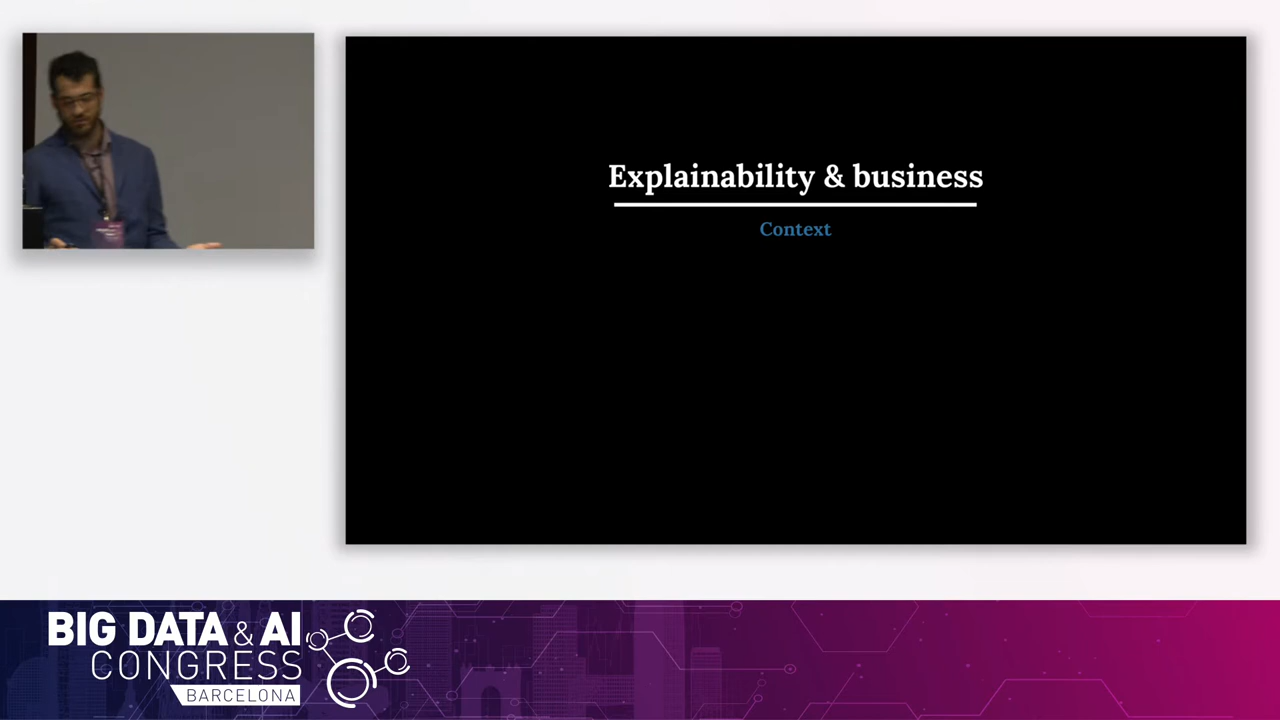 Explainability & business
Context
BIG DATA & AI
CONGRESS
BARCELONA